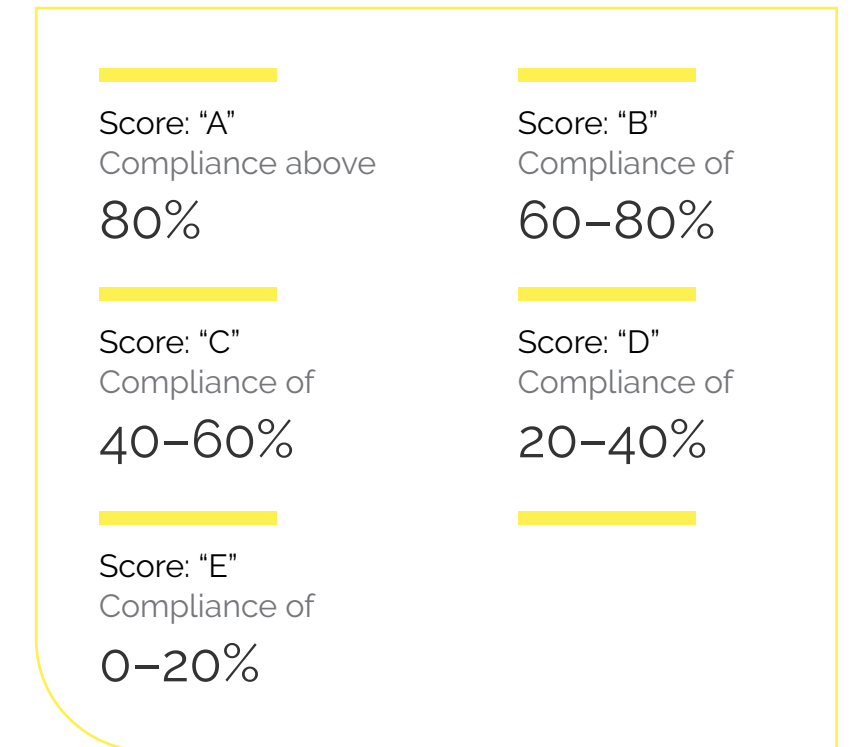 Score: “A”
Compliance above
80%
Score: “B”
Compliance of
60–80%
Score: “C”
Compliance of
40–60%
Score: “D”
Compliance of
20–40%
Score: “E”
Compliance of
0–20%